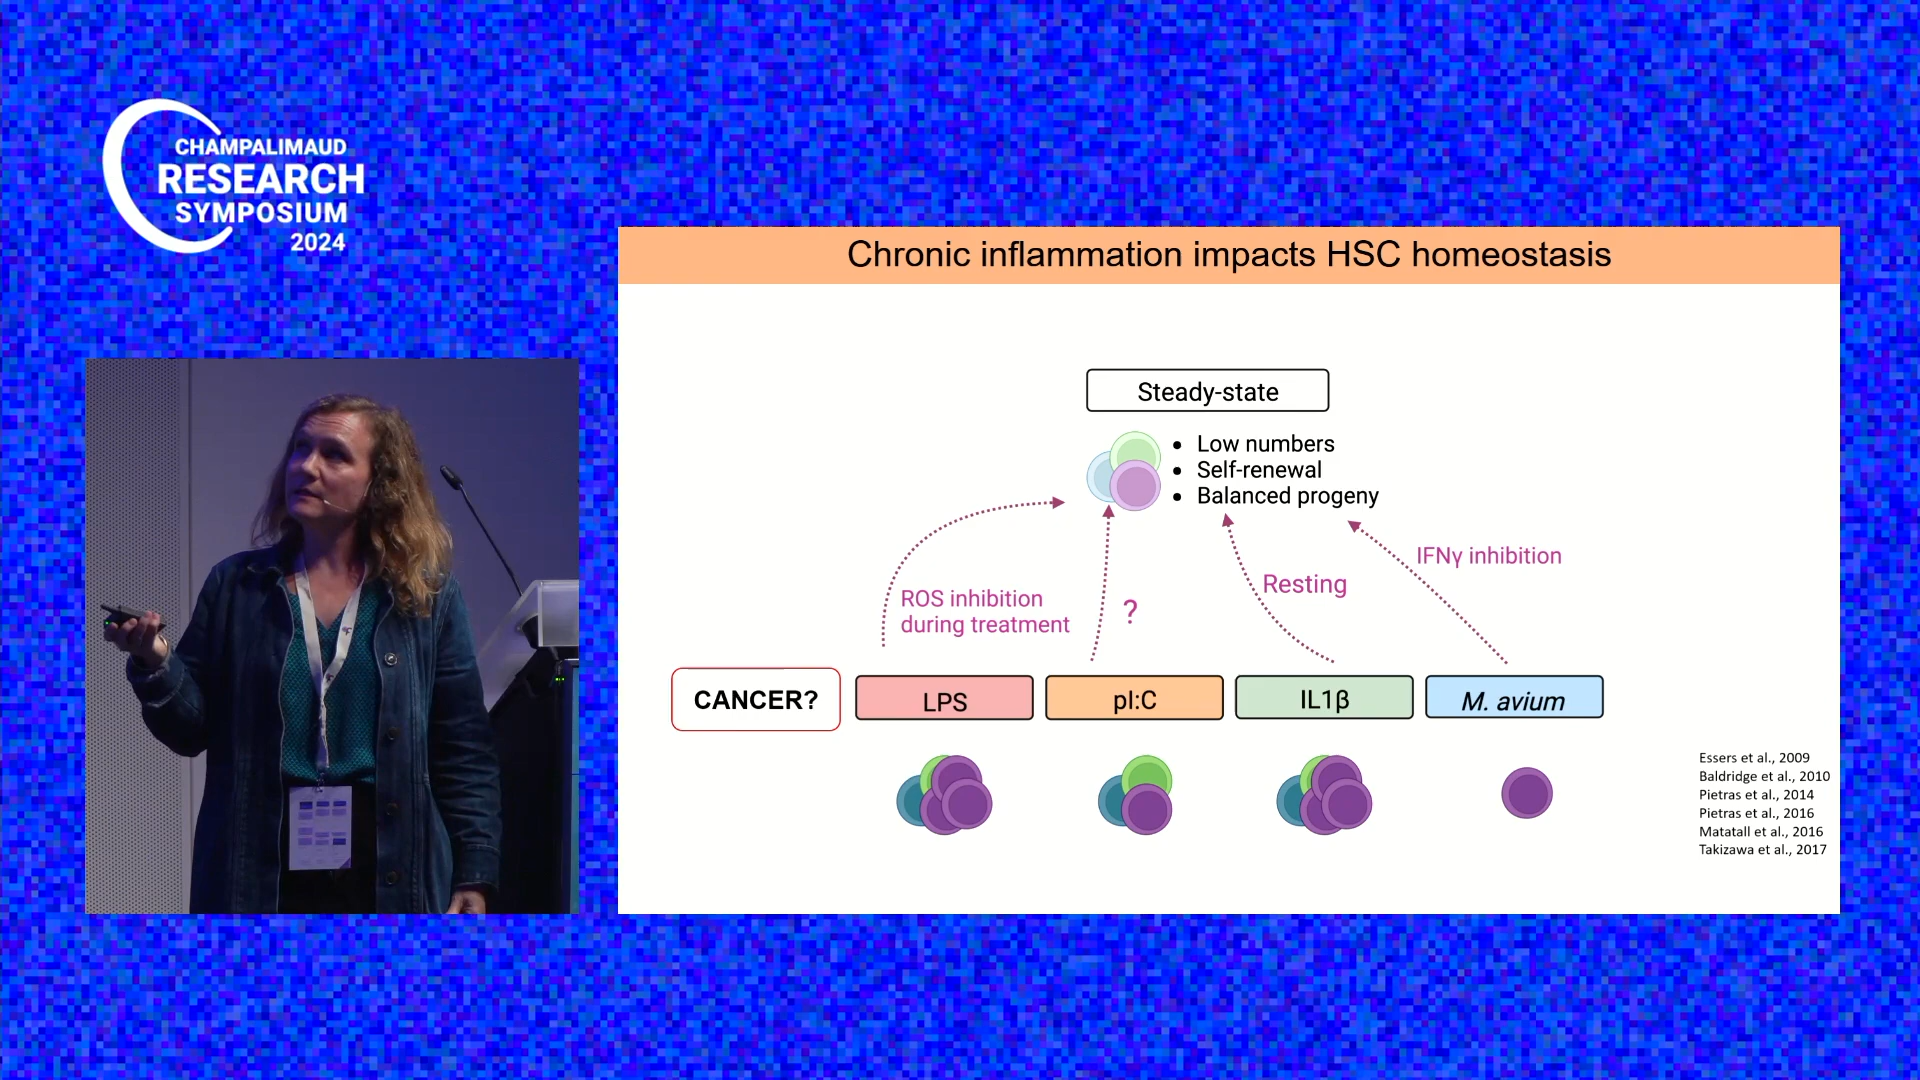 CHAMPALIMAUD
RESEARCH
SYMPOSIUM
2024
Chronic inflammation impacts HSC homeostasis
Steady-state
• Low numbers
• Self-renewal
• Balanced progeny
ROS inhibition
during treatment
?
Resting
IFNγ inhibition
CANCER?
LPS
pI:C
IL1β
M. avium
Essers et al., 2009
Baldridge et al., 2010
Pietras et al., 2014
Pietras et al., 2016
Matatall et al., 2016
Takizawa et al., 2017